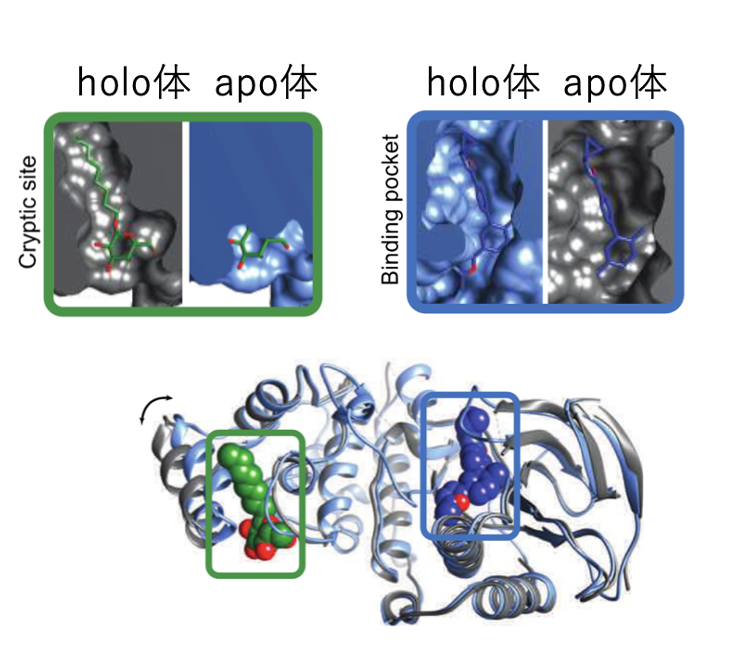 holo体 apo体
Cryptic site
holo体 apo体
Binding pocket